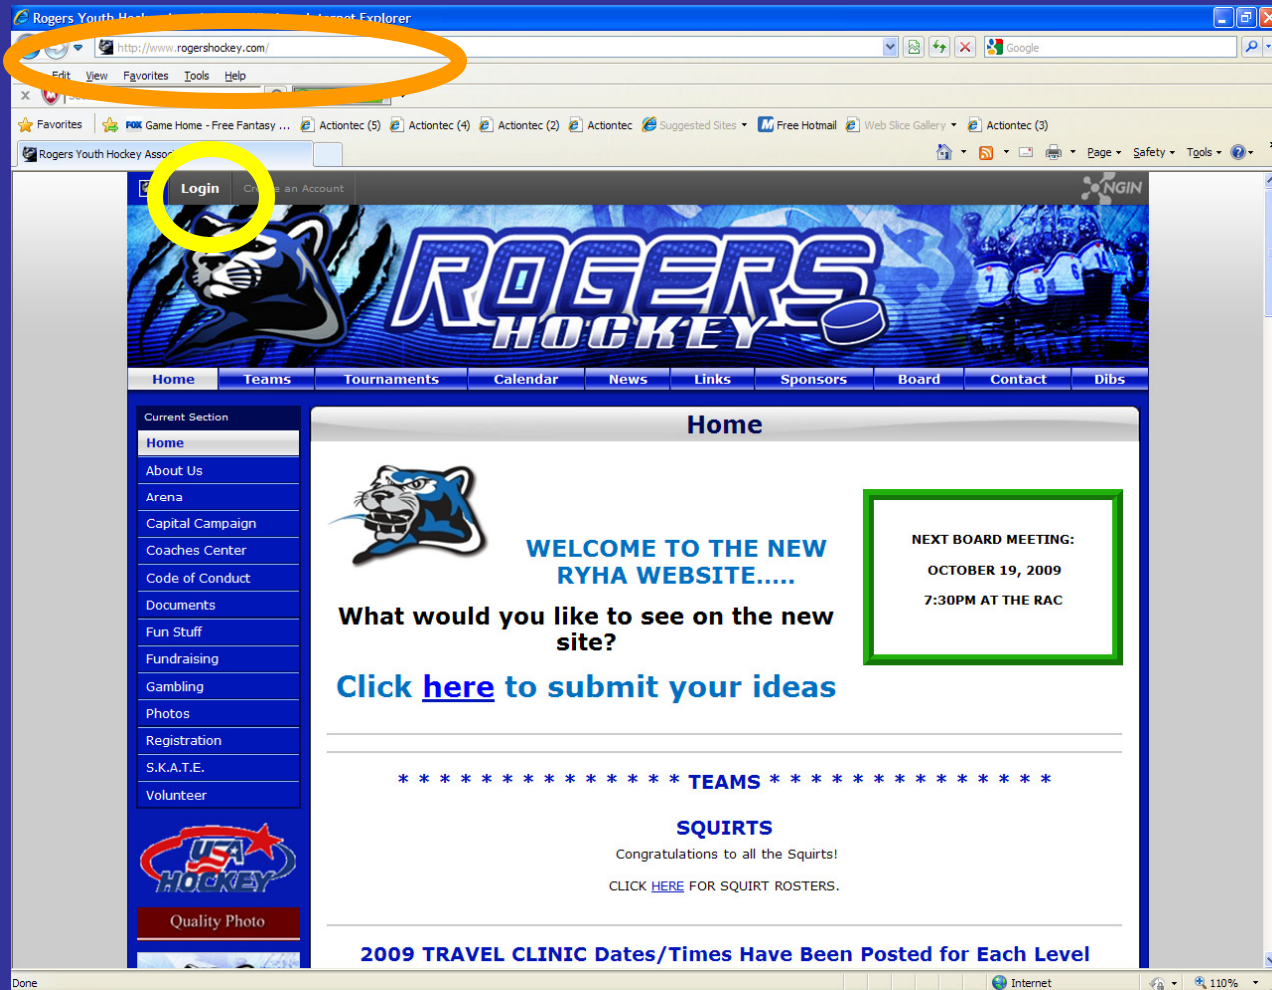 Rogers Youth
Internet Explorer
http://www.rogershockey.com/
Google
Edit View Favorites Tools Help
Favorites
FOX Game Home - Free Fantasy ...
Actiontec (5)
Actiontec (4)
Actiontec (2)
Actiontec
Suggested Sites
Free Hotmail
Web Slice Gallery
Actiontec (3)
Rogers Youth Hockey
Page
Safety
Tools
Login
an Account
NGIN
ROGERS
HOCKEY
Home
Teams
Tournaments
Calendar
News
Links
Sponsors
Board
Contact
Dibs
Current Section
Home
About Us
Arena
Capital Campaign
Coaches Center
Code of Conduct
Documents
Fun Stuff
Fundraising
Gambling
Photos
Registration
S.K.A.T.E.
Volunteer
USA
HOCKEY
Quality Photo
Home
WELCOME TO THE NEW
RYHA WEBSITE.....
What would you like to see on the new
site?
Click here to submit your ideas
NEXT BOARD MEETING:
OCTOBER 19, 2009
7:30PM AT THE RAC
* * * * * * * * * * * * * * TEAMS * * * * * * * * * * * * * *
SQUIRTS
Congratulations to all the Squirts!
CLICK HERE FOR SQUIRT ROSTERS.
2009 TRAVEL CLINIC Dates/Times Have Been Posted for Each Level
Done
Internet
110%